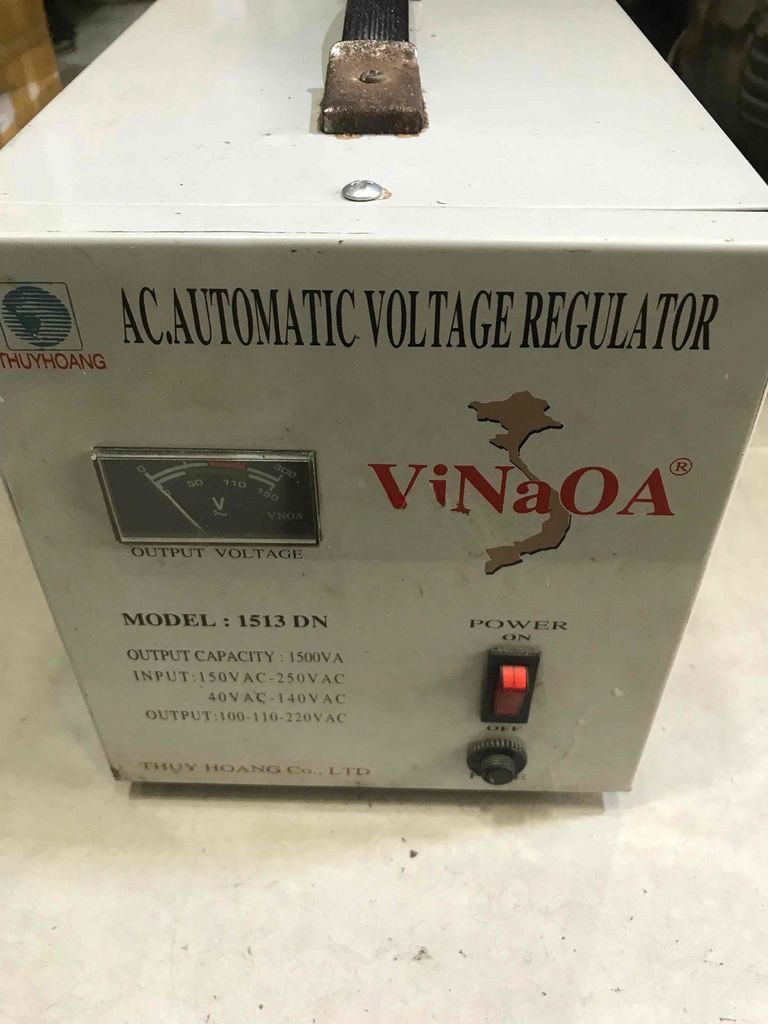 AC.AUTOMATIC VOLTAGE REGULATOR
THUYHOANG
ViNaOA®
0 300
0 50 110 150
V
~
VNOA
OUTPUT VOLTAGE
MODEL : 1513 DN
OUTPUT CAPACITY : 1500VA
INPUT:150VAC-250VAC
40VAC-140VAC
OUTPUT:100-110-220VAC
THUY HOANG Co., LTD
POWER
ON
OFF